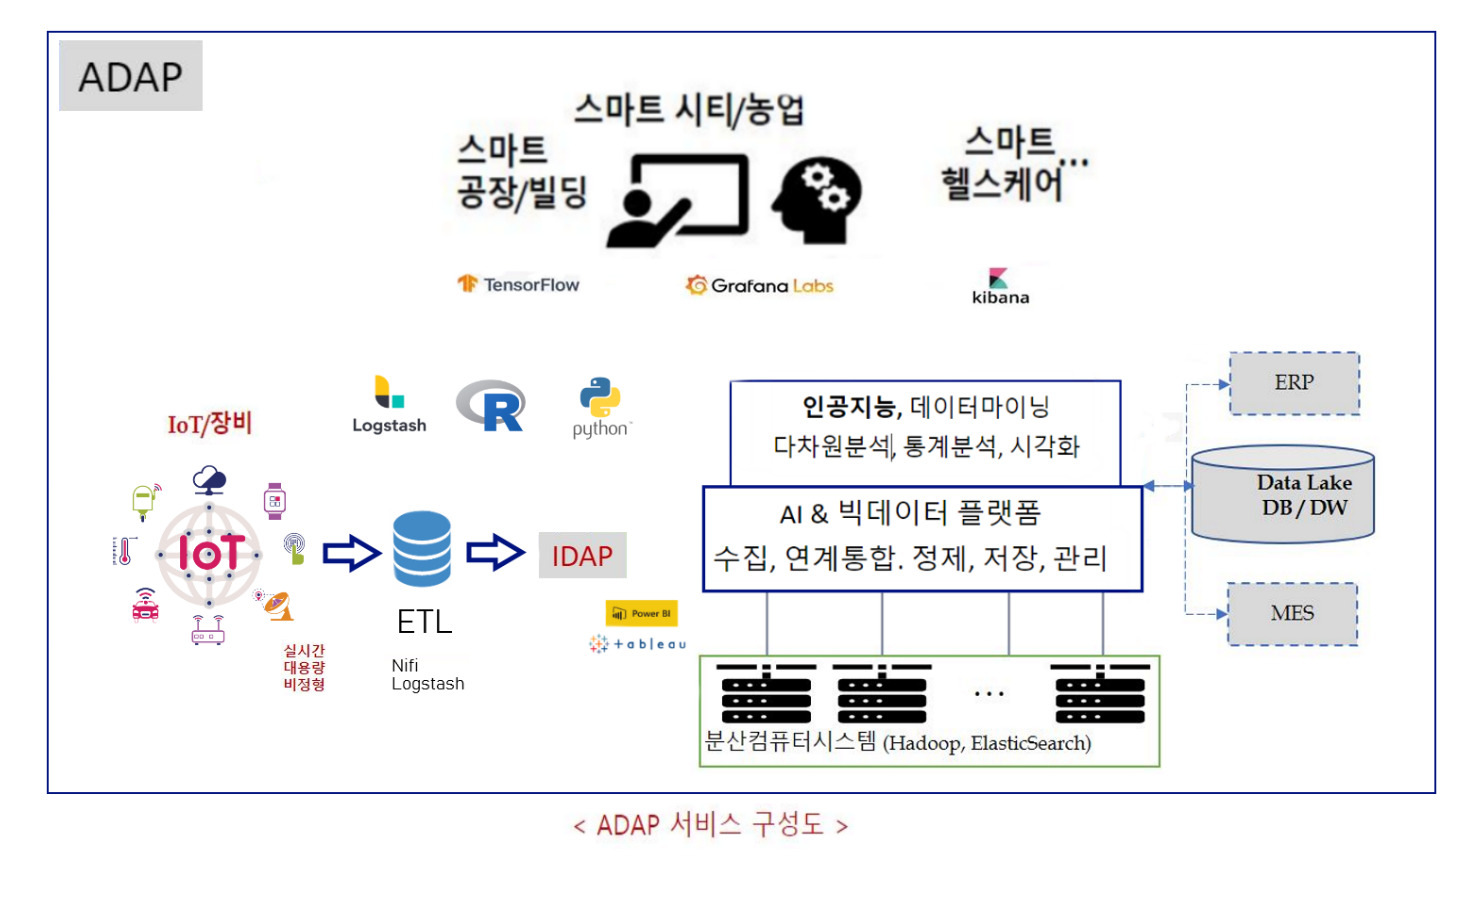 ADAP
스마트 시티/농업
스마트
공장/빌딩
스마트...
헬스케어
TensorFlow
Grafana Labs
kibana
Logstash
R
python
IoT/장비
IoT
실시간
대용량
비정형
ETL
Nifi
Logstash
IDAP
Power BI
+ableau
인공지능, 데이터마이닝
다차원분석, 통계분석, 시각화
AI & 빅데이터 플랫폼
수집, 연계통합. 정제, 저장, 관리
...
분산컴퓨터시스템 (Hadoop, ElasticSearch)
ERP
Data Lake
DB / DW
MES
< ADAP 서비스 구성도 >